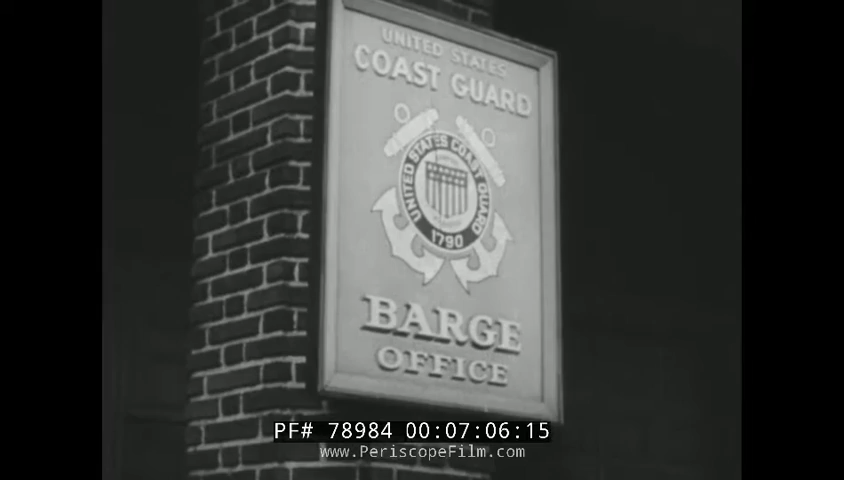 UNITED STATES
COAST GUARD
UNITED STATES COAST GUARD
1790
BARGE
OFFICE
PF# 78984 00:07:06:15
www.PeriscopeFilm.com